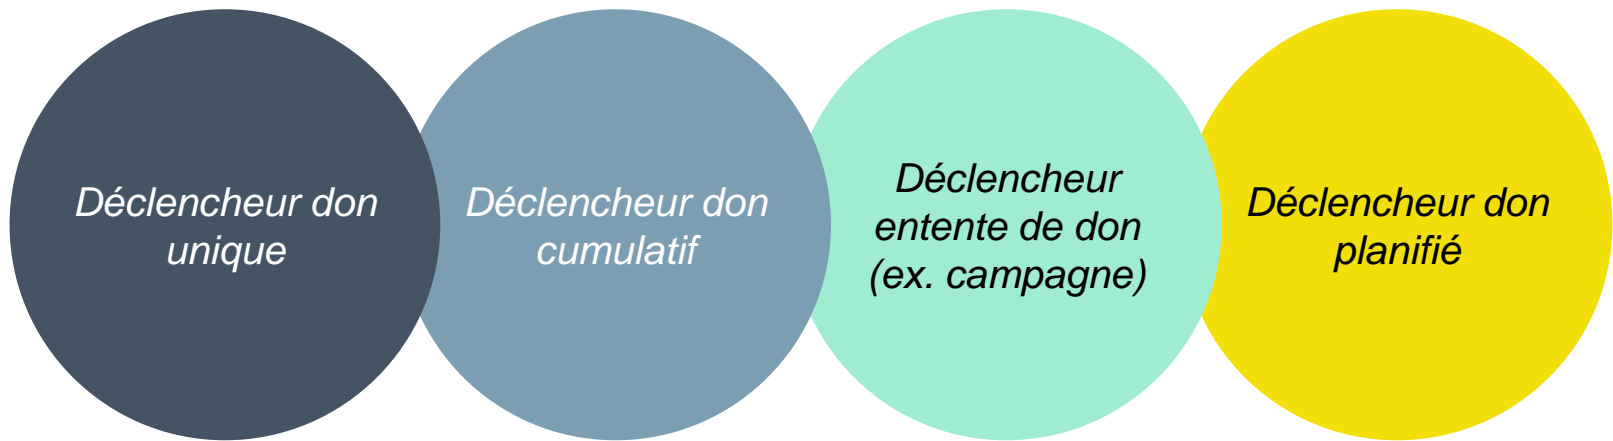 Déclencheur don
unique
Déclencheur don
cumulatif
Déclencheur
entente de don
(ex. campagne)
Déclencheur don
planifié